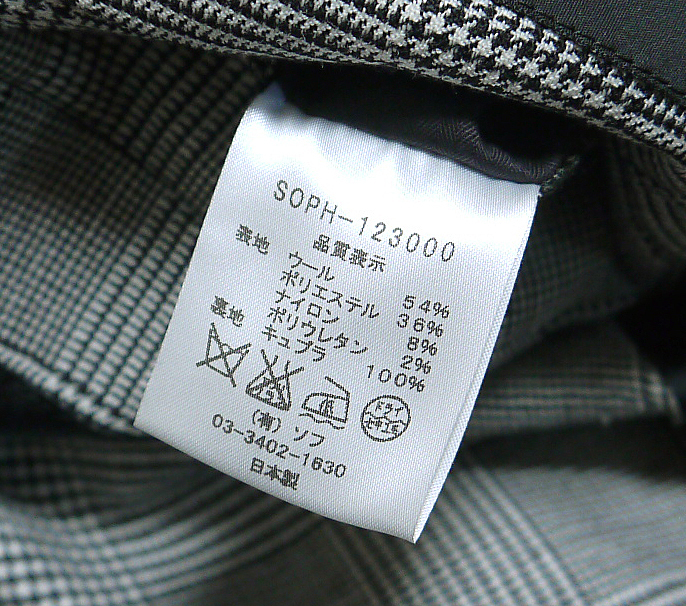 SOPH-123000
品質表示
表地 ウール 54%
ポリエステル 36%
ナイロン 8%
ポリウレタン 2%
裏地 キュプラ 100%
ドライ
(有) ソフ
03-3402-1630
日本製